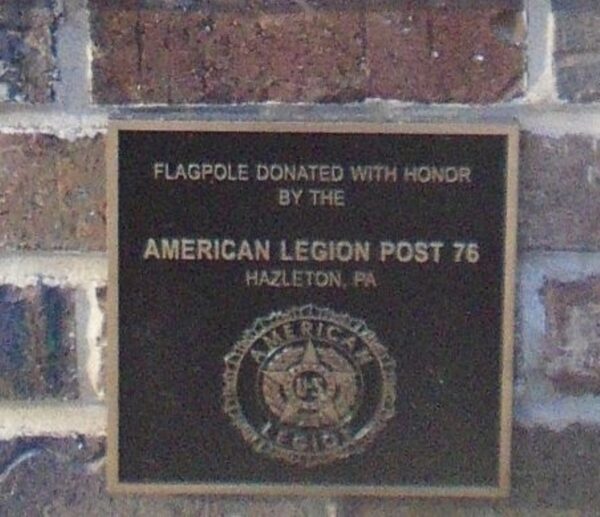 FLAGPOLE DONATED WITH HONOR
BY THE
AMERICAN LEGION POST 76
HAZLETON, PA
AMERICAN
U.S
LEGION